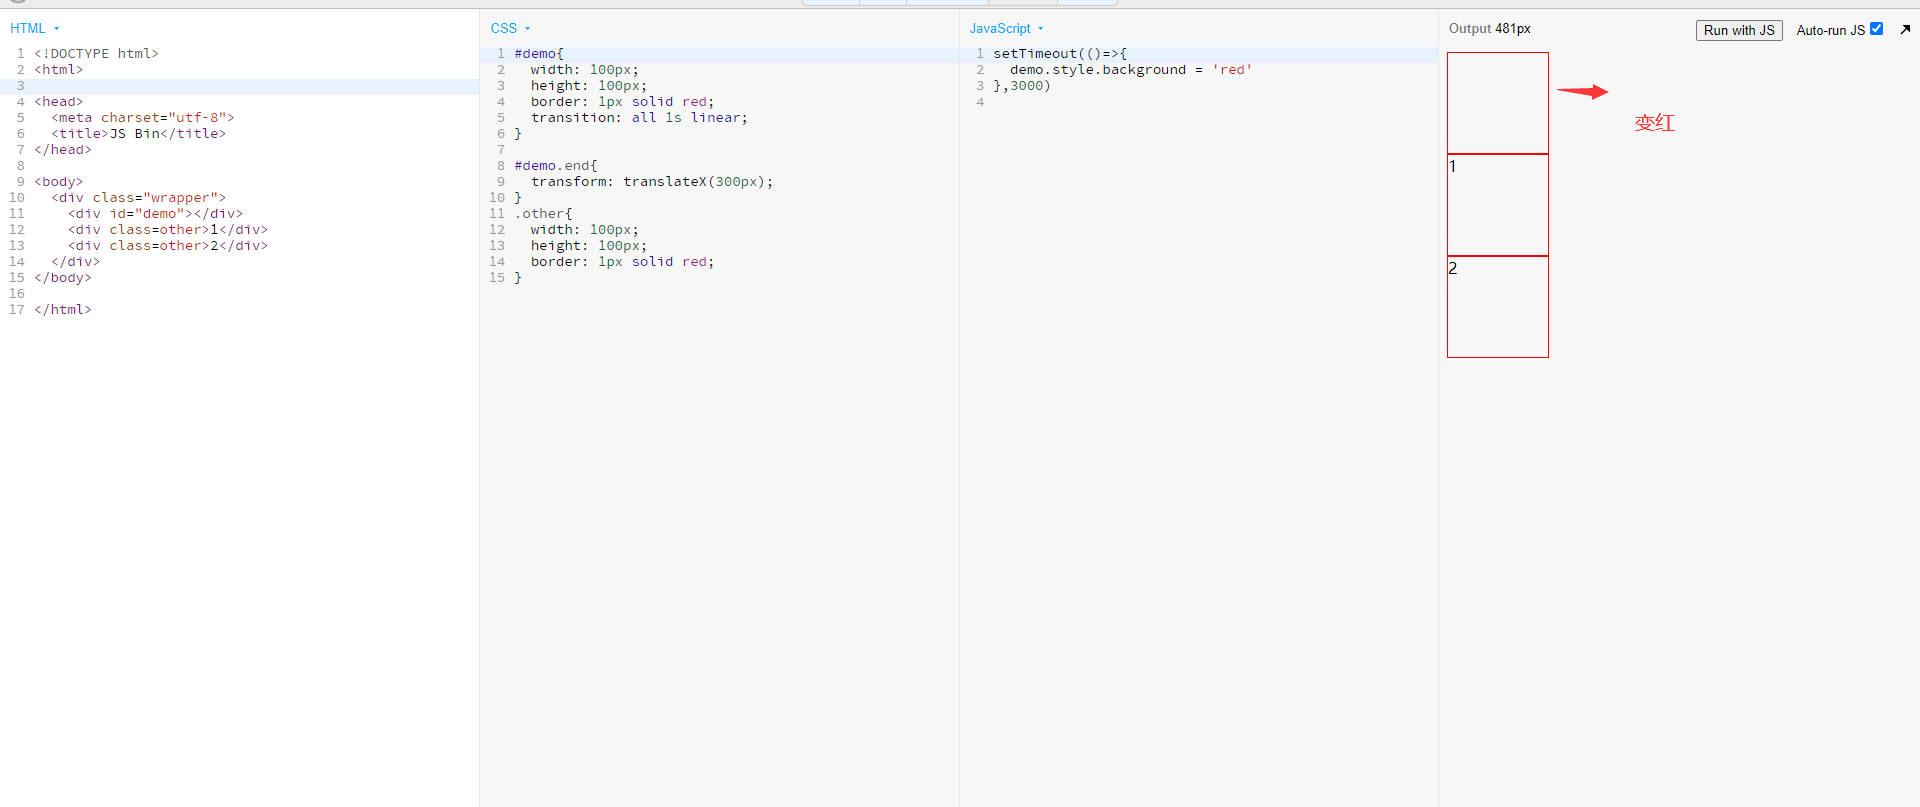 HTML
1 <!DOCTYPE html>
2 <html>
3
4 <head>
5   <meta charset="utf-8">
6   <title>JS Bin</title>
7 </head>
8
9 <body>
10   <div class="wrapper">
11     <div id="demo"></div>
12     <div class=other>1</div>
13     <div class=other>2</div>
14   </div>
15 </body>
16
17 </html>
CSS
1 #demo{
2   width: 100px;
3   height: 100px;
4   border: 1px solid red;
5   transition: all 1s linear;
6 }
7
8 #demo.end{
9   transform: translateX(300px);
10 }
11 .other{
12   width: 100px;
13   height: 100px;
14   border: 1px solid red;
15 }
JavaScript
1 setTimeout(()=>{
2   demo.style.background = 'red'
3 },3000)
4
Output 481px
Run with JS
Auto-run JS
变红
1
2